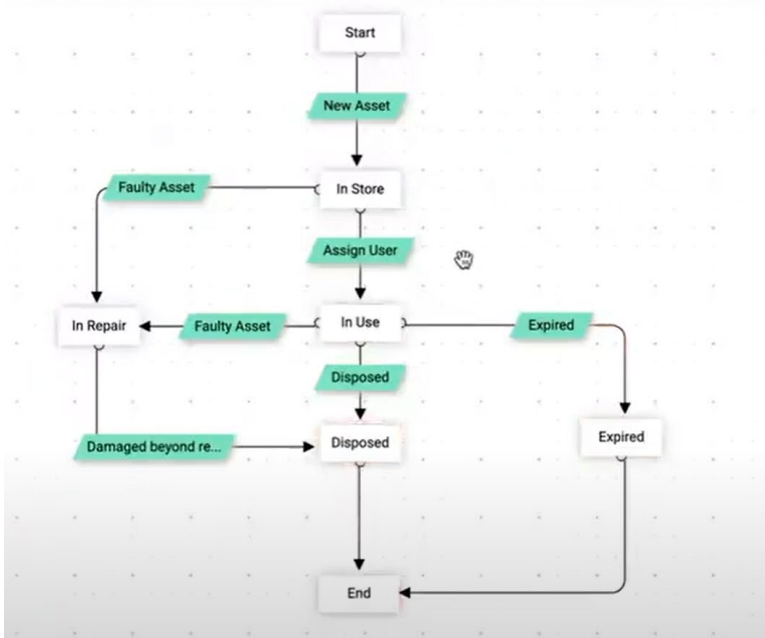 Start
New Asset
Faulty Asset
In Store
Assign User
In Repair
Faulty Asset
In Use
Expired
Disposed
Damaged beyond re...
Disposed
Expired
End